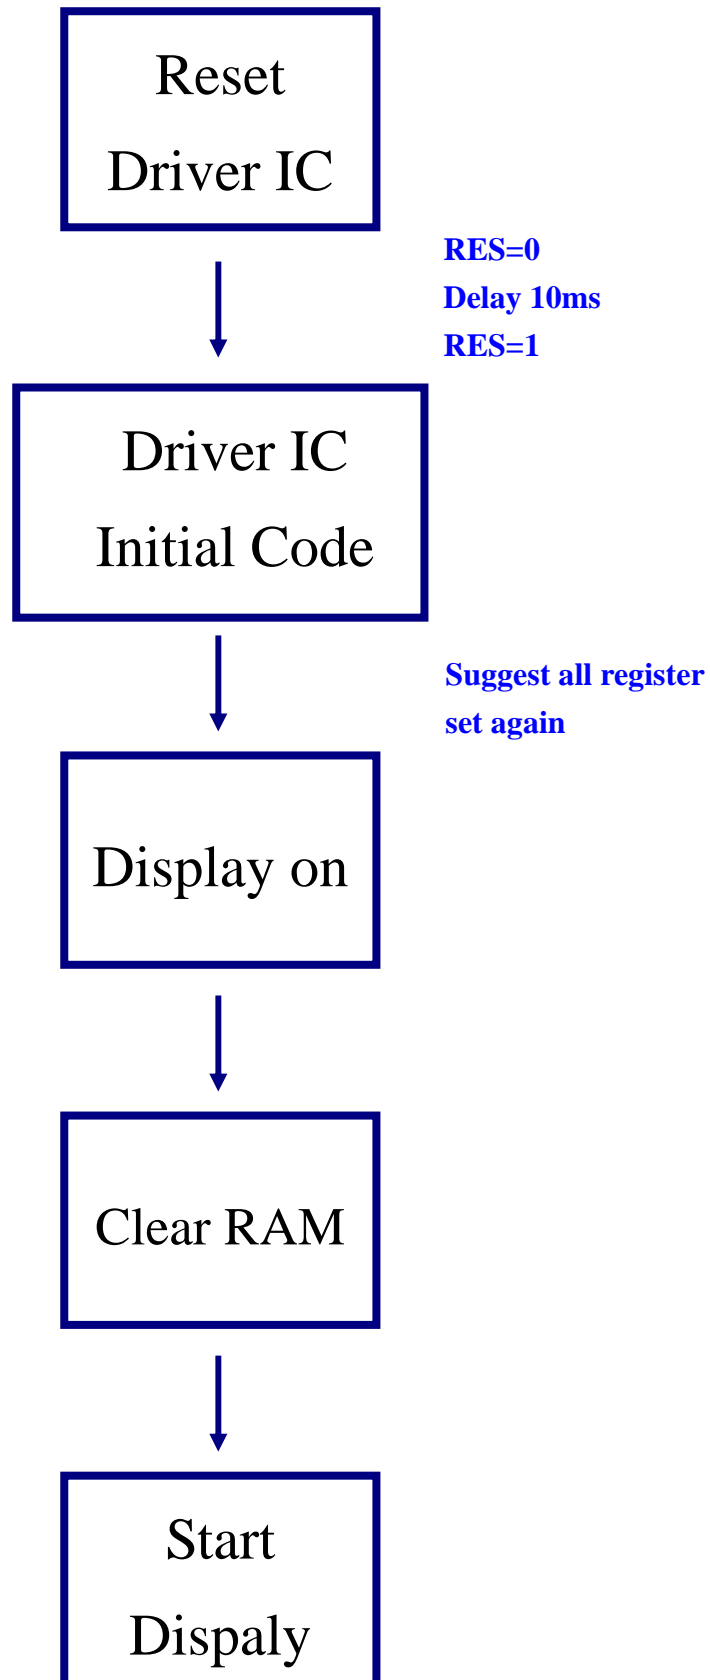 Reset
Driver IC
RES=0
Delay 10ms
RES=1
Driver IC
Initial Code
Suggest all register
set again
Display on
Clear RAM
Start
Dispaly